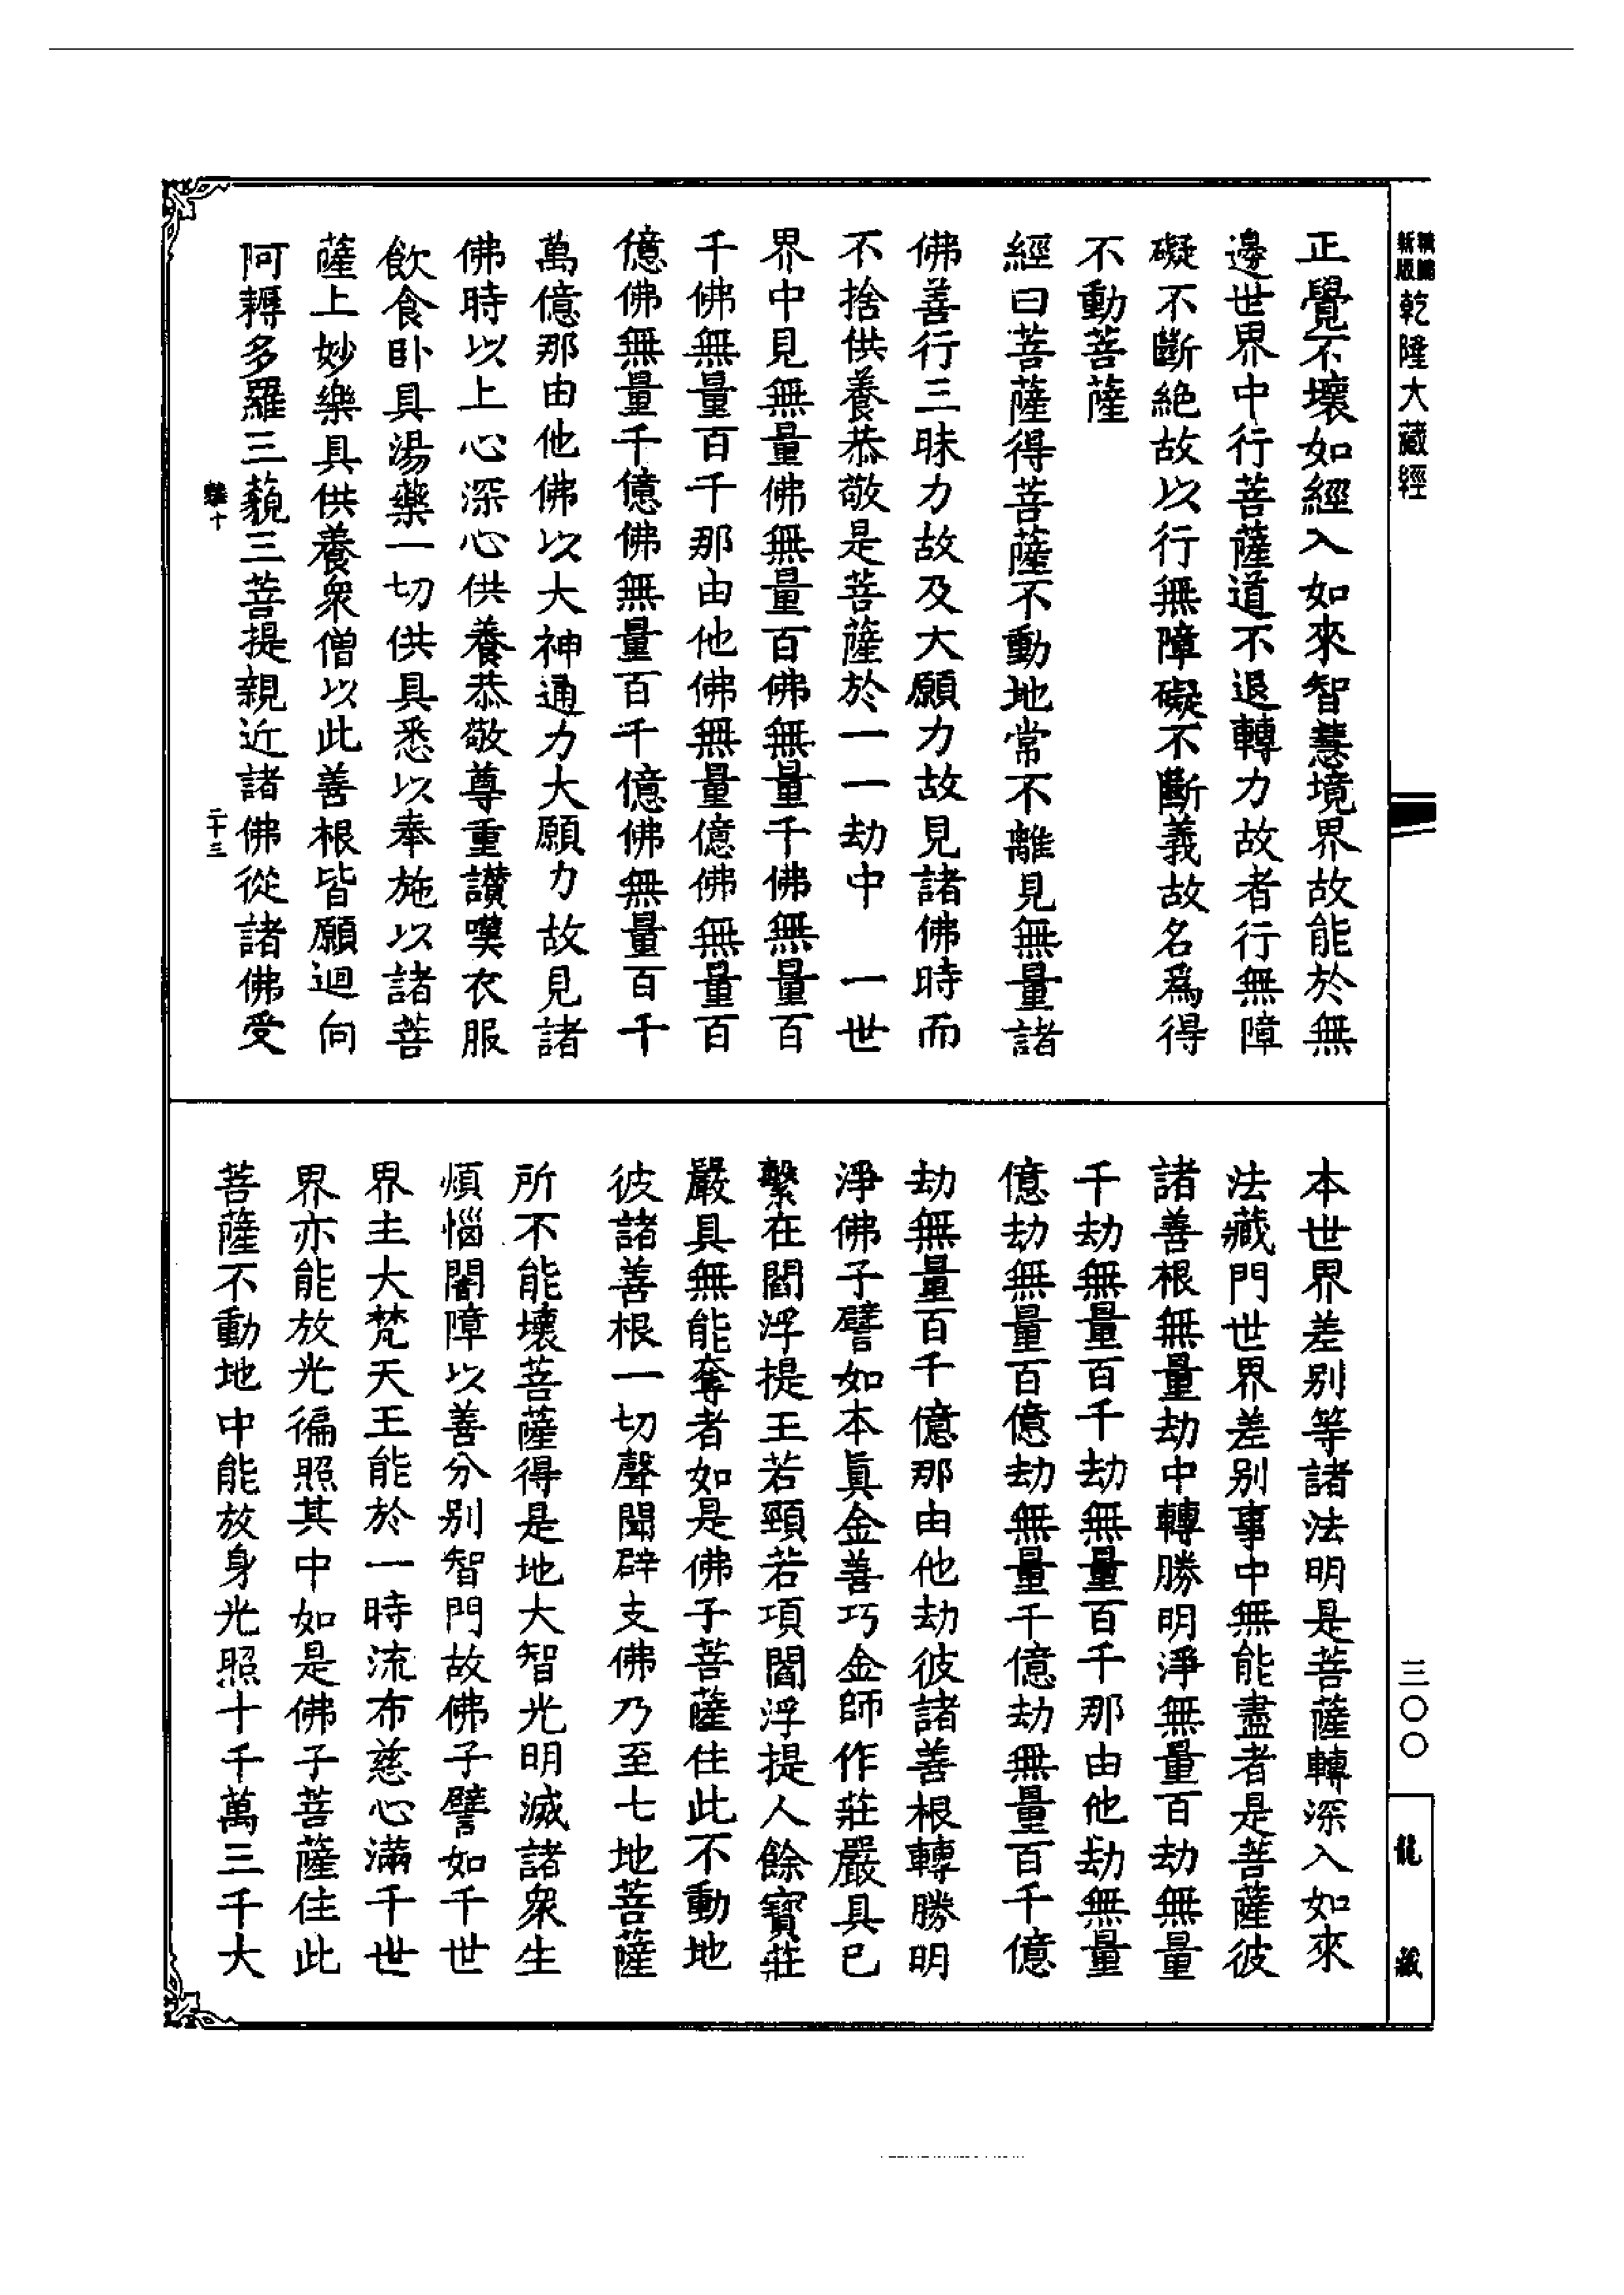 新版
精編
乾隆大藏經
三〇〇
龍藏
正覺不壞如經入如來智慧境界故能於無
邊世界中行菩薩道不退轉力故者行無障
礙不斷絶故以行無障礙不斷義故名爲得
不動菩薩
經曰菩薩得菩薩不動地常不離見無量諸
佛善行三昧力故及大願力故見諸佛時而
不捨供養恭敬是菩薩於一一劫中一世
界中見無量佛無量百佛無量千佛無量百
千佛無量百千那由他佛無量億佛無量百
億佛無量千億佛無量百千億佛無量百千
萬億那由他佛以大神通力大願力故見諸
佛時以上心深心供養恭敬尊重讃嘆衣服
飲食卧具湯藥一切供具悉以奉施以諸菩
薩上妙樂具供養衆僧以此善根皆願迴向
阿耨多羅三藐三菩提親近諸佛從諸佛受
十
二十三
本世界差别等諸法明是菩薩轉深入如來
法藏門世界差别事中無能盡者是菩薩彼
諸善根無量劫中轉勝明淨無量百劫無量
千劫無量百千劫無量百千那由他劫無量
億劫無量百億劫無量千億劫無量百千億
劫無量百千億那由他劫彼諸善根轉勝明
淨佛子譬如本真金善巧金師作莊嚴具已
繫在閻浮提王若頸若項閻浮提人餘寶莊
嚴具無能奪者如是佛子菩薩住此不動地
彼諸善根一切聲聞辟支佛乃至七地菩薩
所不能壞菩薩得是地大智光明滅諸衆生
煩惱闇障以善分别智門故佛子譬如千世
界主大梵天王能於一時流布慈心滿千世
界亦能放光徧照其中如是佛子菩薩住此
菩薩不動地中能放身光照十千萬三千大